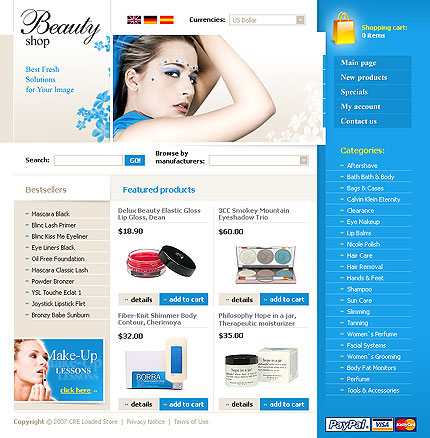 Beauty
shop
Best Fresh
Solutions
for Your Image
Currencies: US Dollar
Shopping cart:
0 items
Main page
New products
Specials
My account
Contact us
Search: GO!
Browse by
manufacturers:
Categories:
Aftershave
Bath Bath & Body
Bags & Cases
Calvin Klein Eternity
Clearance
Eye Makeup
Lip Balms
Nicole Polish
Hair Care
Hair Removal
Hands & Feet
Shampoo
Sun Care
Slimming
Tanning
Women`s Perfume
Facial Systems
Women`s Grooming
Body Fat Monitors
Perfume
Tools & Accessories
Bestsellers
Mascara Black
Blinc Lash Primer
Blinc Kiss Me Eyeliner
Eye Liners Black
Oil Free Foundation
Mascara Classic Lash
Powder Bronzer
YSL Touche Eclat 1
Joystick Lipstick Flirt
Bronzy Babe Sunburn
Make-Up
LESSONS
click here
Featured products
Delux Beauty Elastic Gloss
Lip Gloss, Dean
$18.90
details add to cart
3CC Smokey Mountain
Eyeshadow Trio
$60.00
details add to cart
Fiber-Knit Shimmer Body
Contour, Cherimoya
$32.00
BORBA
details add to cart
Philosophy Hope in a jar,
Therapeutic moisturizer
$35.00
hope in a jar
details add to cart
Copyright © 2007 CRE Loaded Store | Privacy Notice | Terms of Use
PayPal VISA